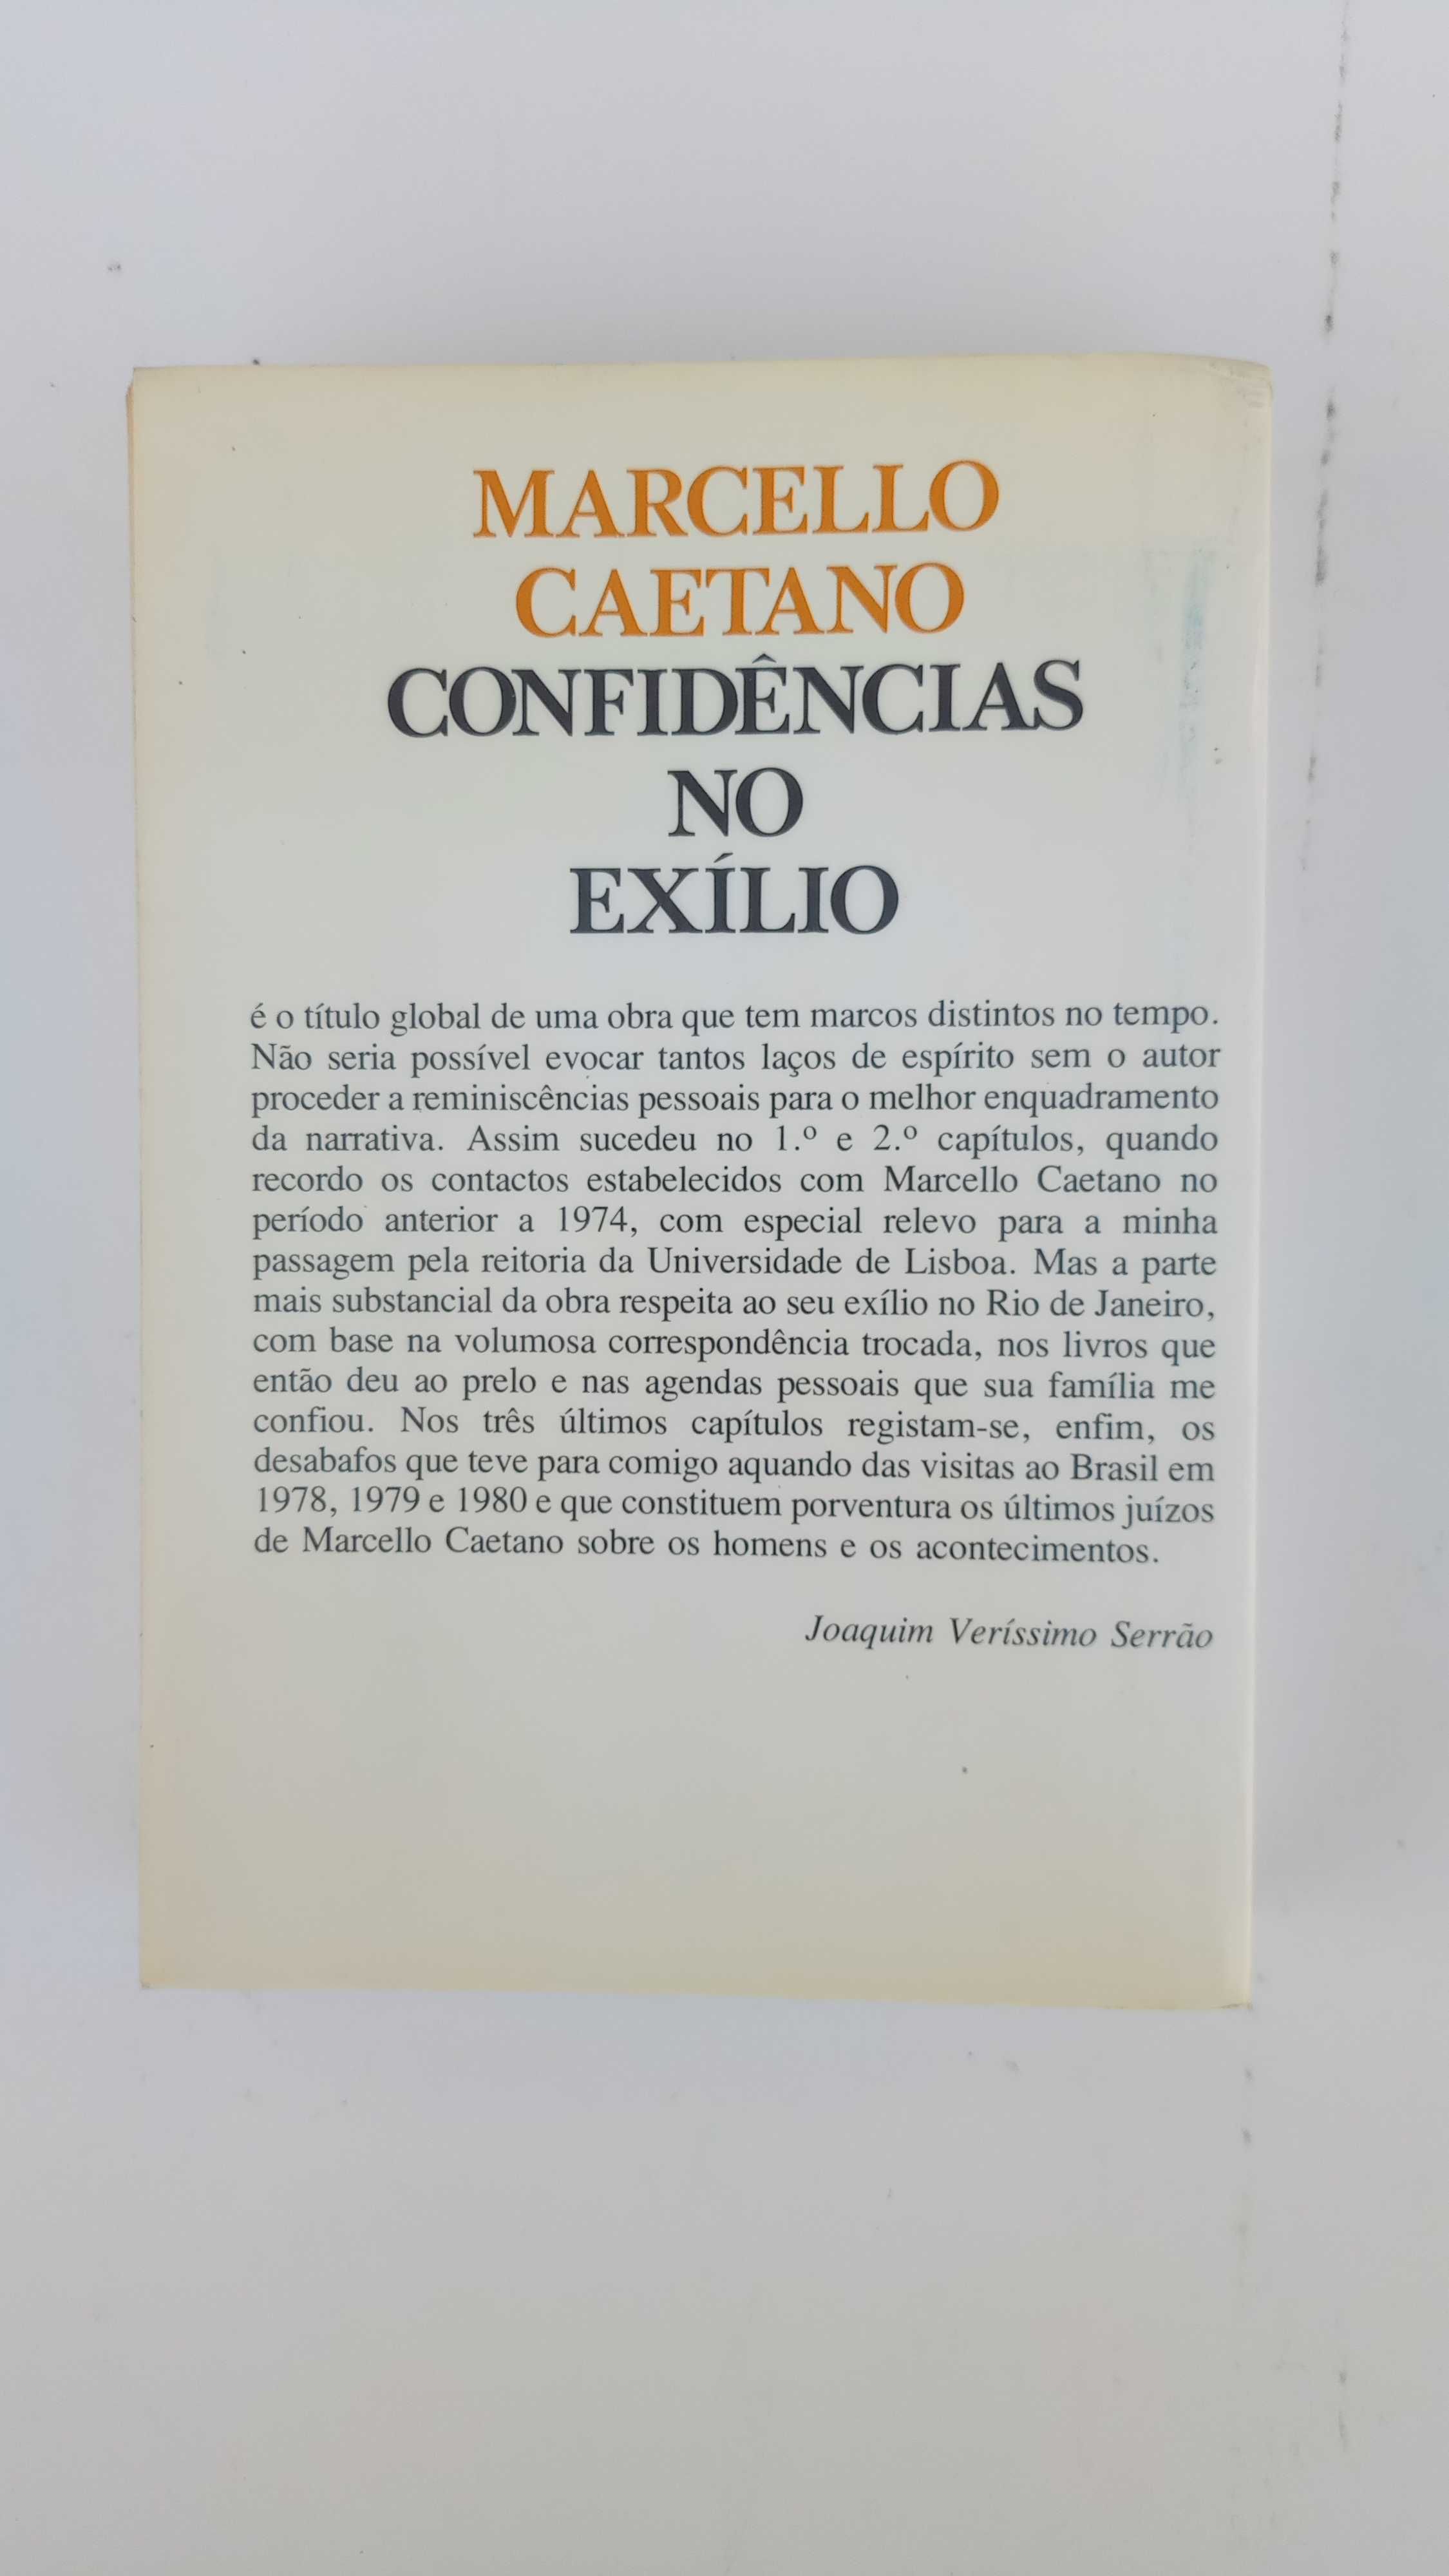 MARCELLO
CAETANO
CONFIDÊNCIAS
NO
EXÍLIO
é o título global de uma obra que tem marcos distintos no tempo.
Não seria possível evocar tantos laços de espírito sem o autor
proceder a reminiscências pessoais para o melhor enquadramento
da narrativa. Assim sucedeu no 1.º e 2.º capítulos, quando
recordo os contactos estabelecidos com Marcello Caetano no
período anterior a 1974, com especial relevo para a minha
passagem pela reitoria da Universidade de Lisboa. Mas a parte
mais substancial da obra respeita ao seu exílio no Rio de Janeiro,
com base na volumosa correspondência trocada, nos livros que
então deu ao prelo e nas agendas pessoais que sua família me
confiou. Nos três últimos capítulos registam-se, enfim, os
desabafos que teve para comigo aquando das visitas ao Brasil em
1978, 1979 e 1980 e que constituem porventura os últimos juízos
de Marcello Caetano sobre os homens e os acontecimentos.
Joaquim Veríssimo Serrão